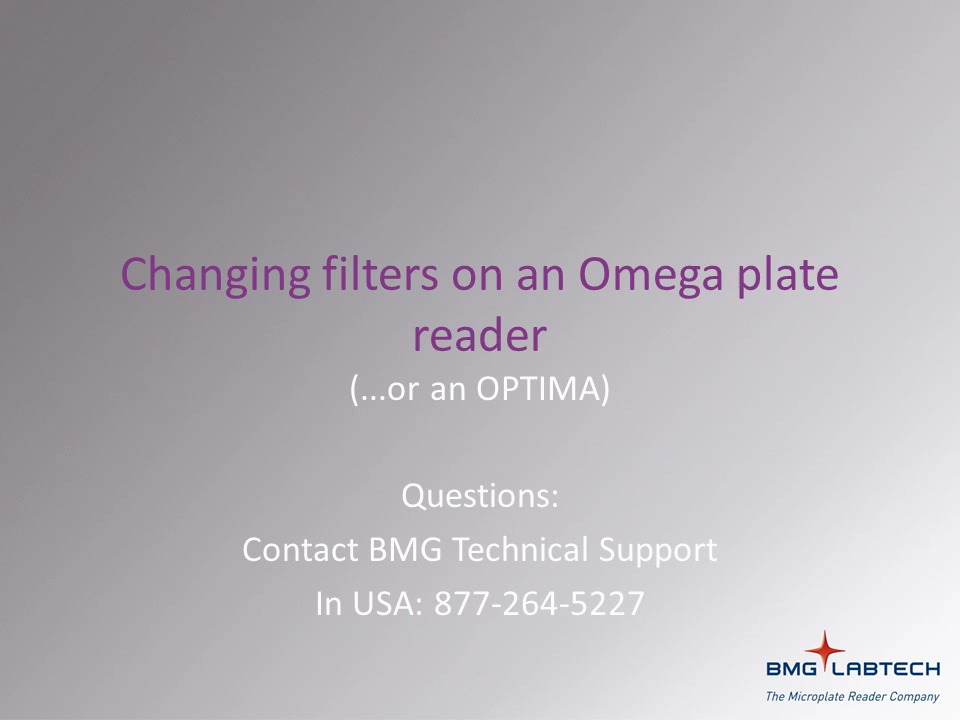 Changing filters on an Omega plate
reader
(...or an OPTIMA)
Questions:
Contact BMG Technical Support
In USA: 877-264-5227
BMG LABTECH
The Microplate Reader Company